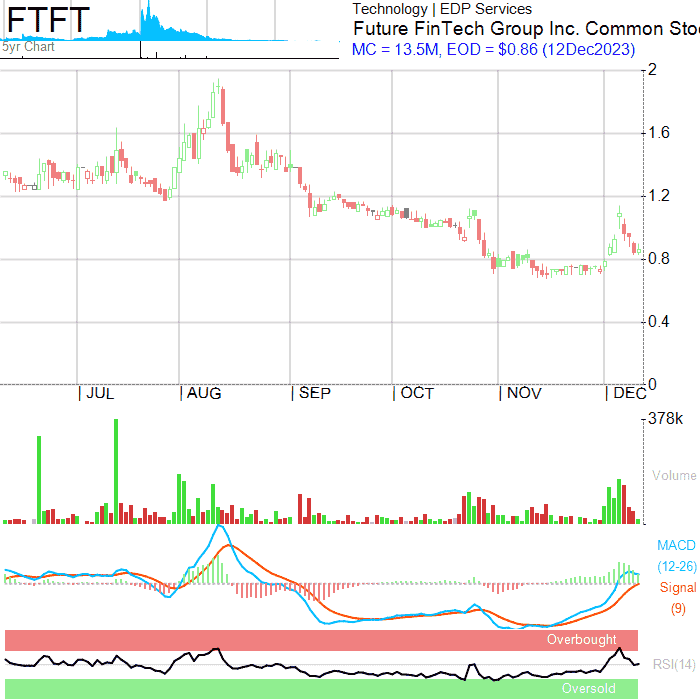 FTFT
5yr Chart
Technology | EDP Services
Future FinTech Group Inc. Common Sto
MC = 13.5M, EOD = $0.86 (12Dec2023)
2
1.6
1.2
0.8
0.4
0
| JUL | AUG | SEP | OCT | NOV | DEC
378k
Volume
MACD
(12-26)
Signal
(9)
Overbought
RSI(14)
Oversold